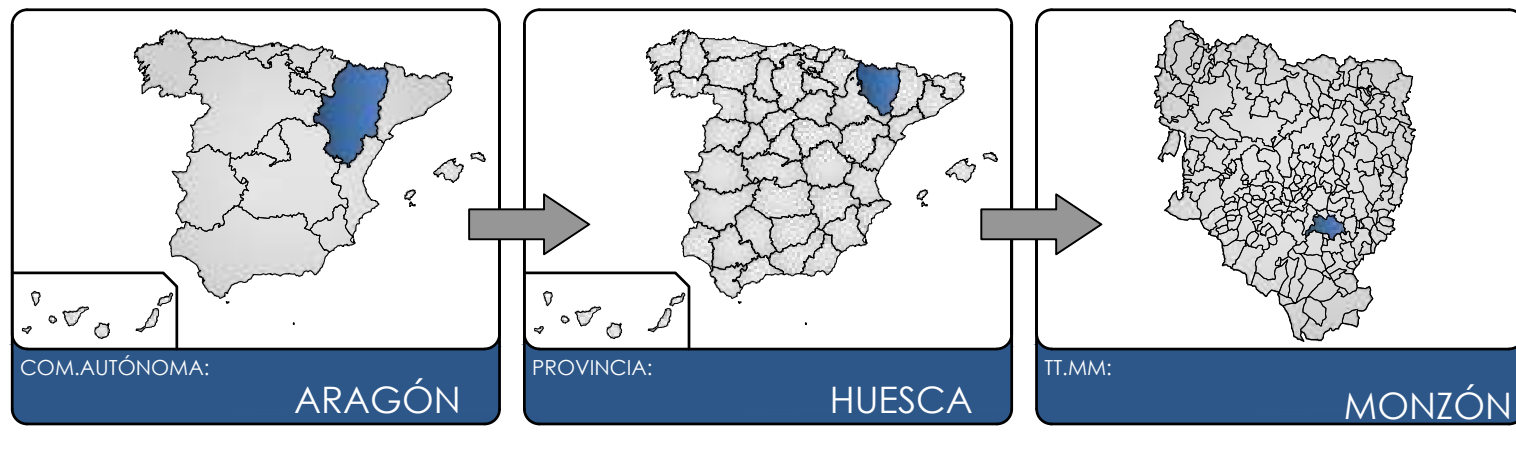 COM.AUTÓNOMA:
ARAGÓN
PROVINCIA:
HUESCA
TT.MM:
MONZÓN